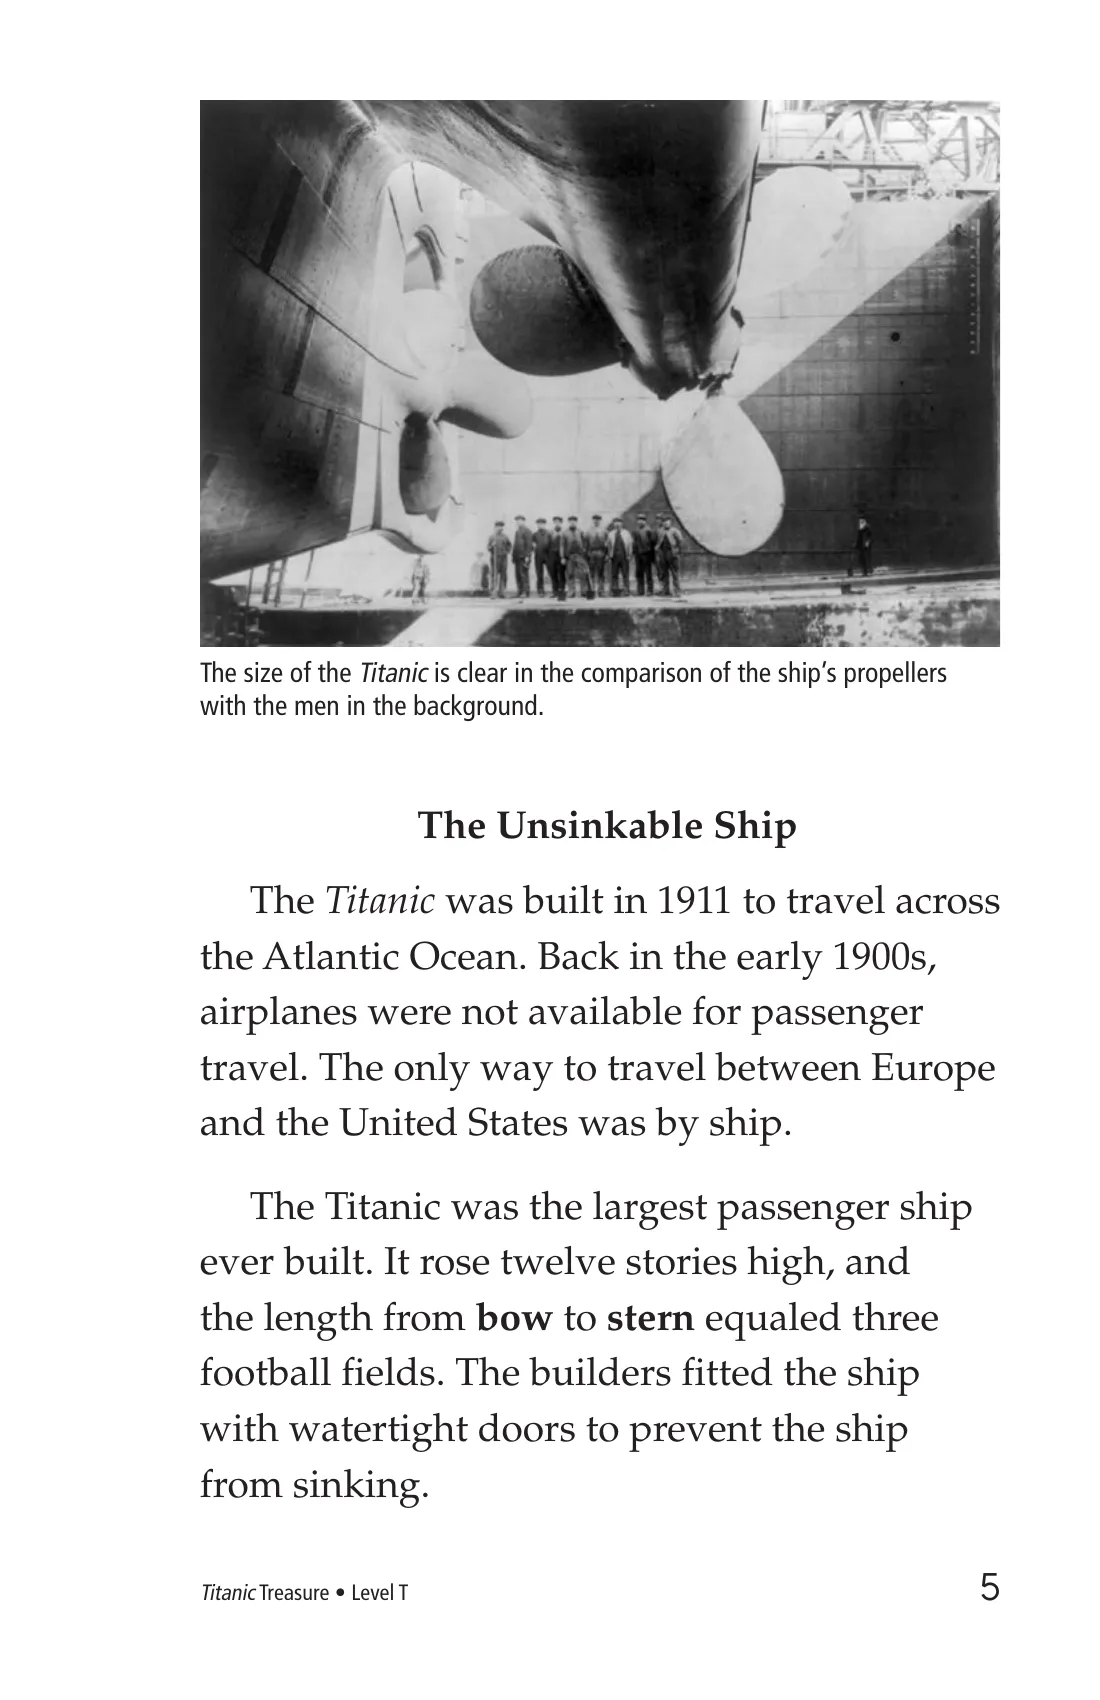 The size of the Titanic is clear in the comparison of the ship’s propellers
with the men in the background.
The Unsinkable Ship
The Titanic was built in 1911 to travel across
the Atlantic Ocean. Back in the early 1900s,
airplanes were not available for passenger
travel. The only way to travel between Europe
and the United States was by ship.
The Titanic was the largest passenger ship
ever built. It rose twelve stories high, and
the length from bow to stern equaled three
football fields. The builders fitted the ship
with watertight doors to prevent the ship
from sinking.
Titanic Treasure • Level T
5